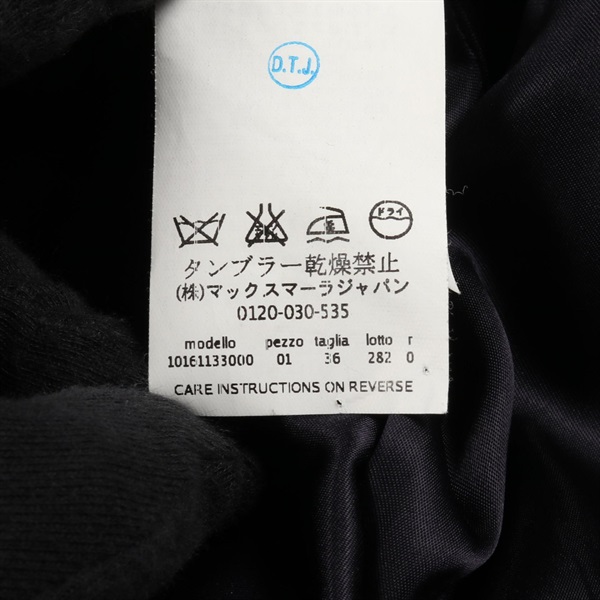 D.T.J.
ドライ
タンブラー乾燥禁止
(株)マックスマーラジャパン
0120-030-535
modello pezzo taglia lotto r
10161133000 01 36 282 0
CARE INSTRUCTIONS ON REVERSE